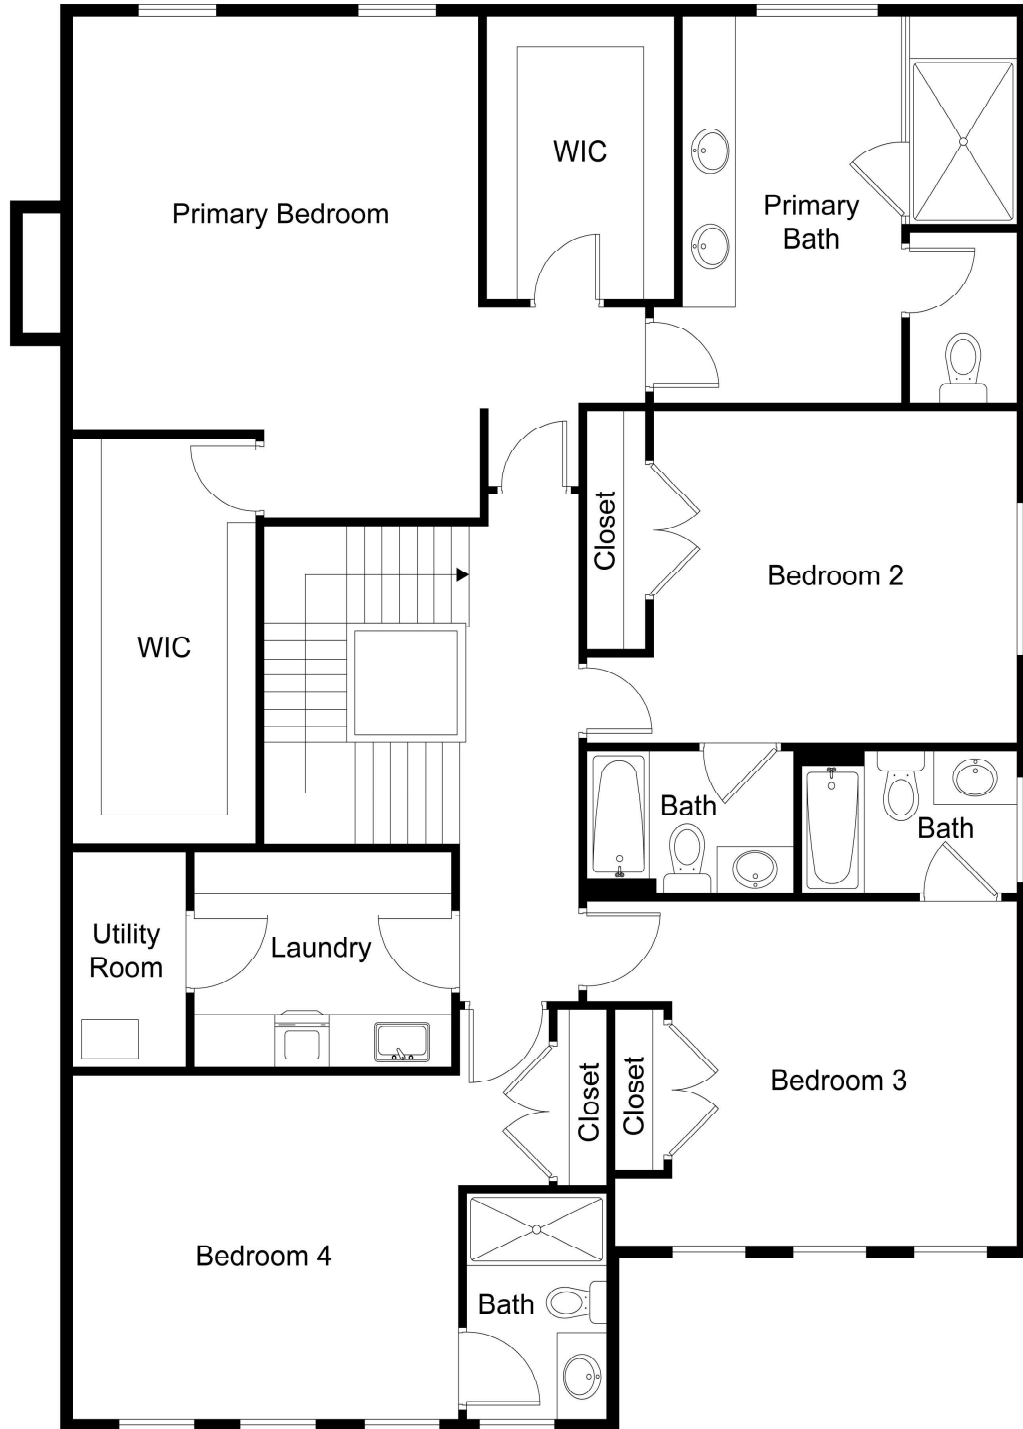 WIC
Primary Bedroom
Primary
Bath
Closet
Bedroom 2
WIC
Bath
Bath
Utility
Room
Laundry
Closet
Closet
Bedroom 3
Bedroom 4
Bath